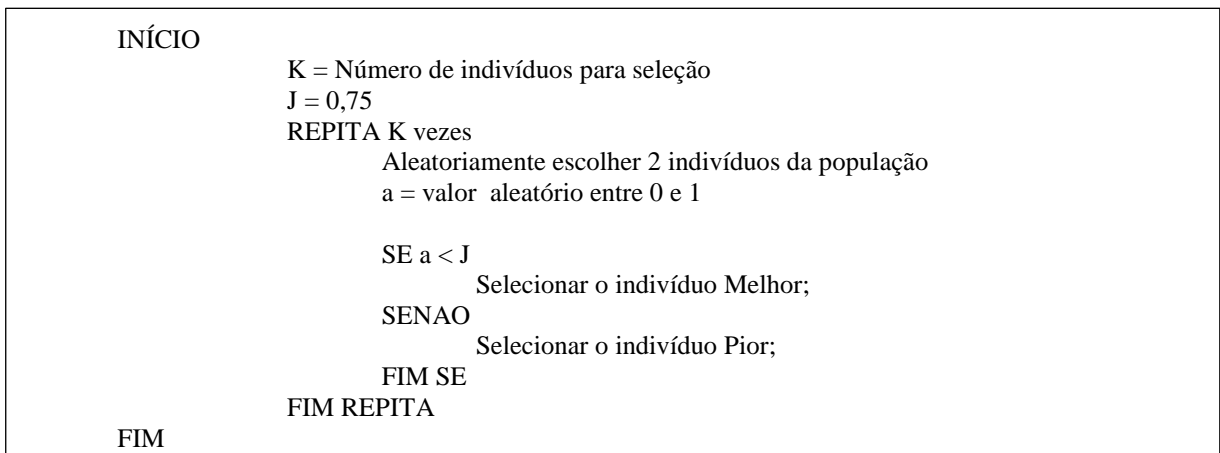 INÍCIO
K = Número de indivíduos para seleção
J = 0,75
REPITA K vezes
Aleatoriamente escolher 2 indivíduos da população
a = valor aleatório entre 0 e 1
SE a < J
Selecionar o indivíduo Melhor;
SENAO
Selecionar o indivíduo Pior;
FIM SE
FIM REPITA
FIM